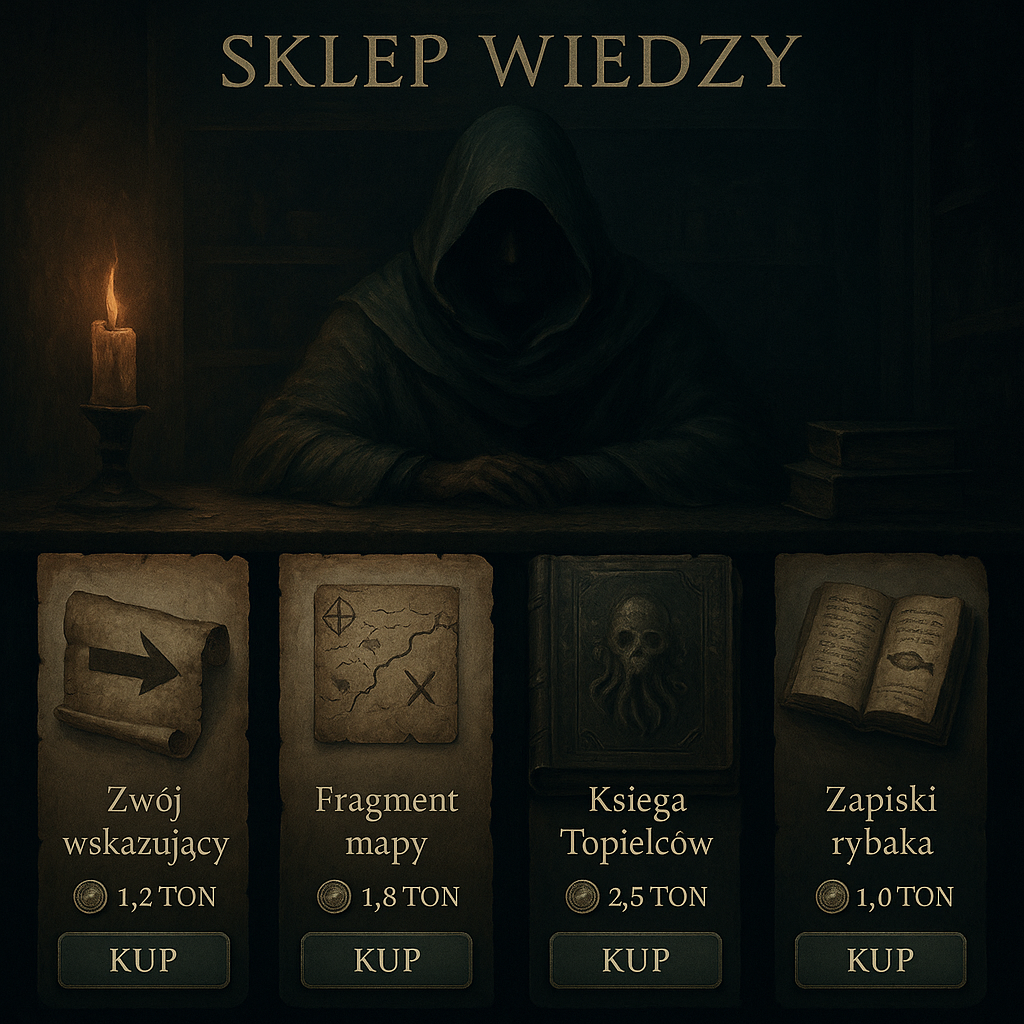 SKLEP WIEDZY
Zwój
wskazujący
1,2 TON
KUP
Fragment
mapy
1,8 TON
KUP
Ksiega
Topielców
2,5 TON
KUP
Zapiski
rybaka
1,0 TON
KUP